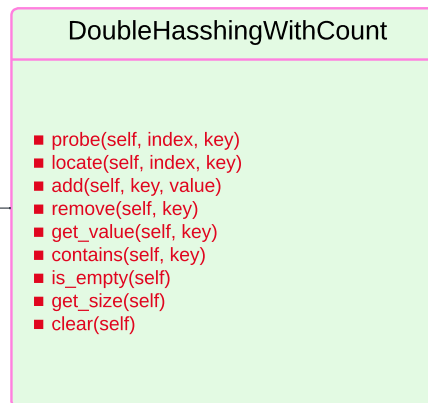 DoubleHasshingWithCount
probe(self, index, key)
locate(self, index, key)
add(self, key, value)
remove(self, key)
get_value(self, key)
contains(self, key)
is_empty(self)
get_size(self)
clear(self)